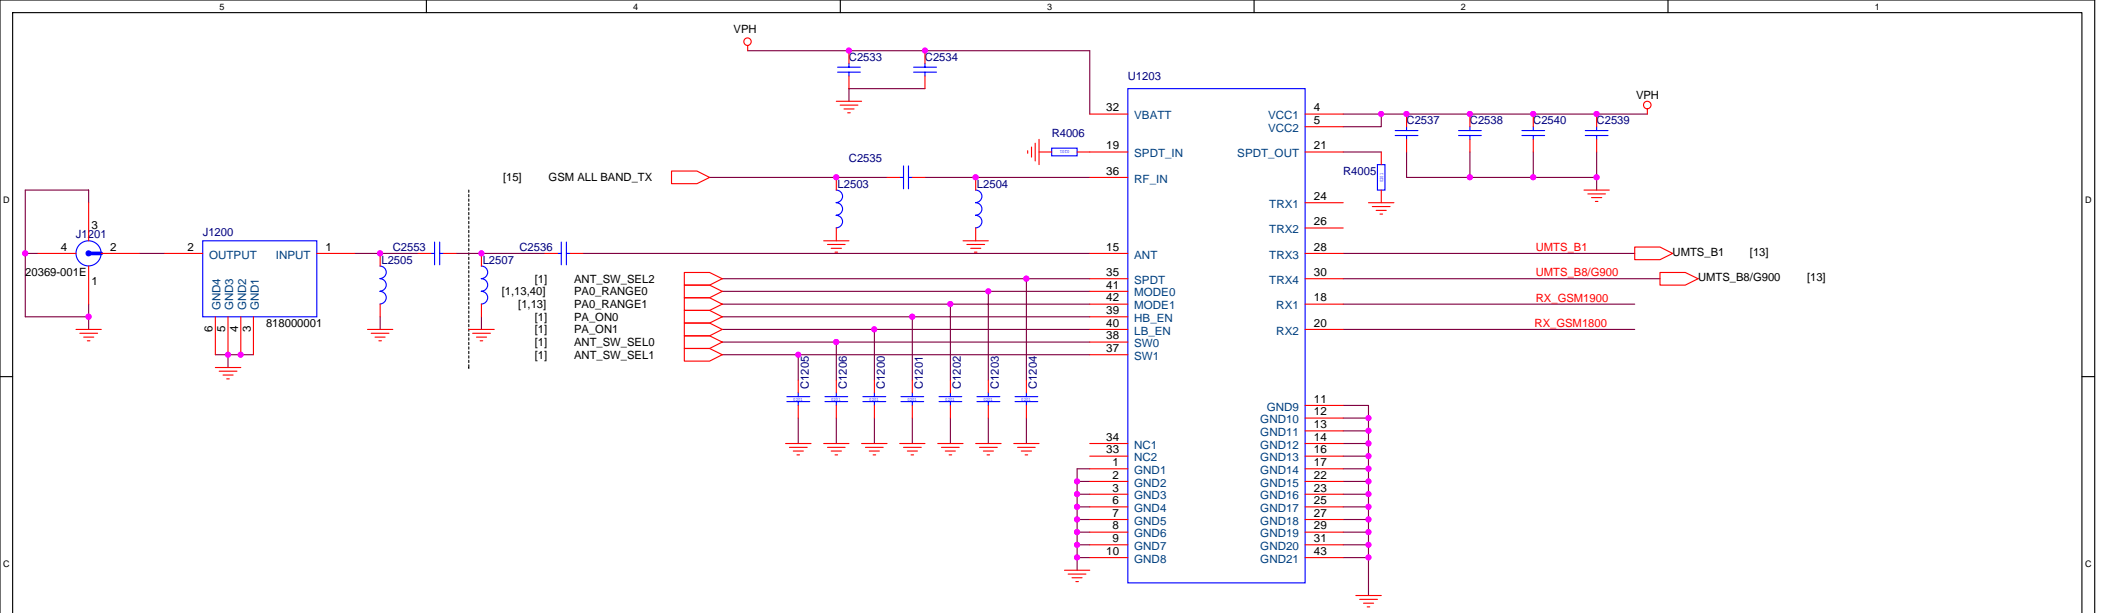 5 4 3 2 1
VPH
C2533 C2534
U1203
32 VBATT VCC1 4
VCC2 5
VPH
C2537 C2538 C2540 C2539
R4006
19 SPDT_IN SPDT_OUT 21
C2535
R4005
[15] GSM ALL BAND_TX
36 RF_IN
L2503 L2504
D D
TRX1 24
TRX2 26
3
J1201
4 2
20369-001E
1
J1200
2 OUTPUT INPUT 1
GND4 GND3 GND2 GND1
6 5 4 3
818000001
C2553
L2505
L2507
C2536
15 ANT
TRX3 28 UMTS_B1 UMTS_B1 [13]
[1] ANT_SW_SEL2 35 SPDT
TRX4 30 UMTS_B8/G900 UMTS_B8/G900 [13]
[1,13,40] PA0_RANGE0 41 MODE0
[1,13] PA0_RANGE1 42 MODE1
RX1 18 RX_GSM1900
[1] PA_ON0 39 HB_EN
[1] PA_ON1 40 LB_EN
RX2 20 RX_GSM1800
[1] ANT_SW_SEL0 38 SW0
[1] ANT_SW_SEL1 37 SW1
C1205 C1206 C1200 C1201 C1202 C1203 C1204
GND9 11
GND10 12
GND11 13
34 NC1 GND12 14
33 NC2 GND13 16
1 GND1 GND14 17
2 GND2 GND15 22
3 GND3 GND16 23
6 GND4 GND17 25
7 GND5 GND18 27
8 GND6 GND19 29
9 GND7 GND20 31
10 GND8 GND21 43
C C